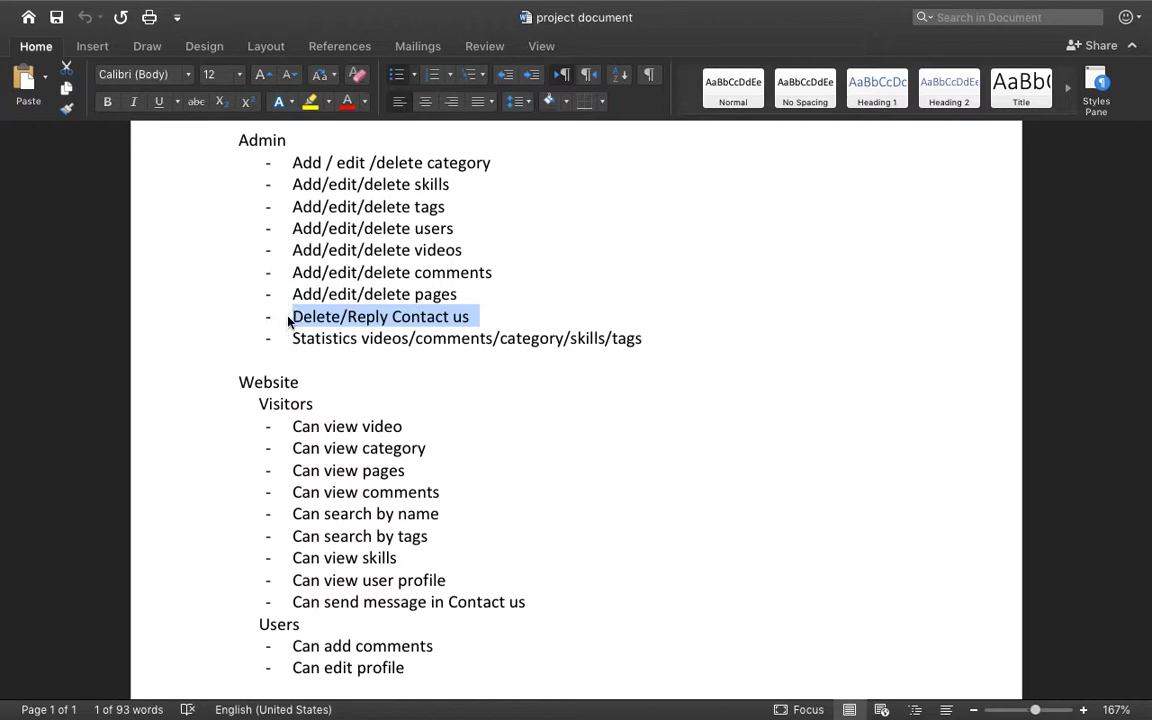 project document
Search in Document
Home Insert Draw Design Layout References Mailings Review View
Share
Paste
Calibri (Body) 12
AaBbCcDdEe AaBbCcDdEe AaBbCcDc AaBbCcDdEe AaBb(
Normal No Spacing Heading 1 Heading 2 Title
Styles
Pane
Admin
- Add / edit /delete category
- Add/edit/delete skills
- Add/edit/delete tags
- Add/edit/delete users
- Add/edit/delete videos
- Add/edit/delete comments
- Add/edit/delete pages
- Delete/Reply Contact us
- Statistics videos/comments/category/skills/tags
Website
Visitors
- Can view video
- Can view category
- Can view pages
- Can view comments
- Can search by name
- Can search by tags
- Can view skills
- Can view user profile
- Can send message in Contact us
Users
- Can add comments
- Can edit profile
Page 1 of 1 1 of 93 words English (United States) Focus 167%